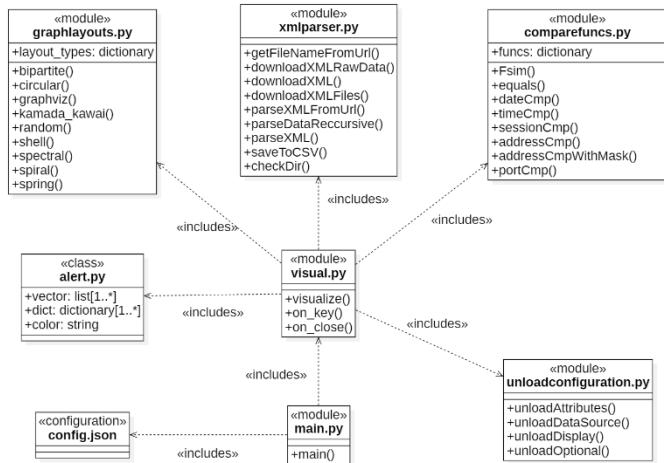 «module»
graphlayouts.py
+layout_types: dictionary
+bipartite()
+circular()
+graphviz()
+kamada_kawai()
+random()
+shell()
+spectral()
+spiral()
+spring()
«module»
xmlparser.py
+getFileNameFromUrl()
+downloadXMLRawData()
+downloadXML()
+downloadXMLFiles()
+parseXMLFromUrl()
+parseDataReccursive()
+parseXML()
+saveToCSV()
+checkDir()
«module»
comparefuncs.py
+funcs: dictionary
+Fsim()
+equals()
+dateCmp()
+timeCmp()
+sessionCmp()
+addressCmp()
+addressCmpWithMask()
+portCmp()
«includes»
«includes»
«includes»
«class»
alert.py
+vector: list[1..*]
+dict: dictionary[1..*]
+color: string
«includes»
«module»
visual.py
+visualize()
+on_key()
+on_close()
«includes»
«includes»
«module»
unloadconfiguration.py
+unloadAttributes()
+unloadDataSource()
+unloadDisplay()
+unloadOptional()
«configuration»
config.json
«includes»
«module»
main.py
+main()